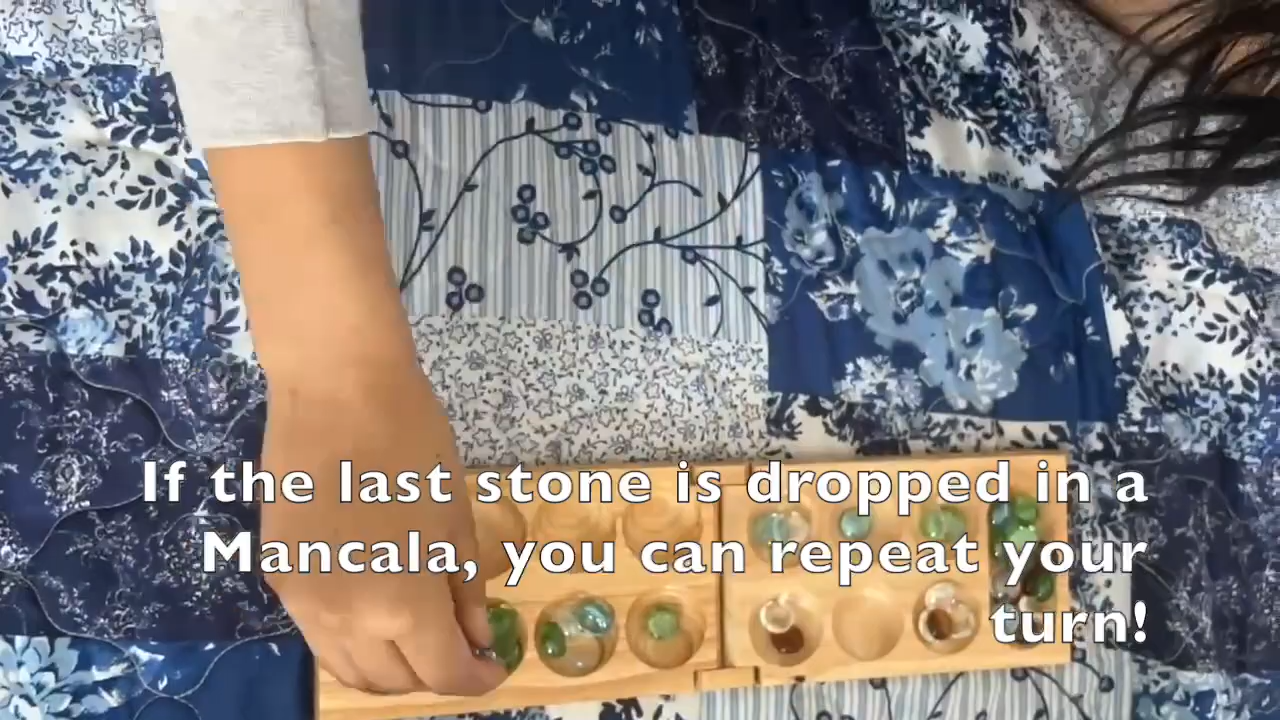 If the last stone is dropped in a
Mancala, you can repeat your
turn!